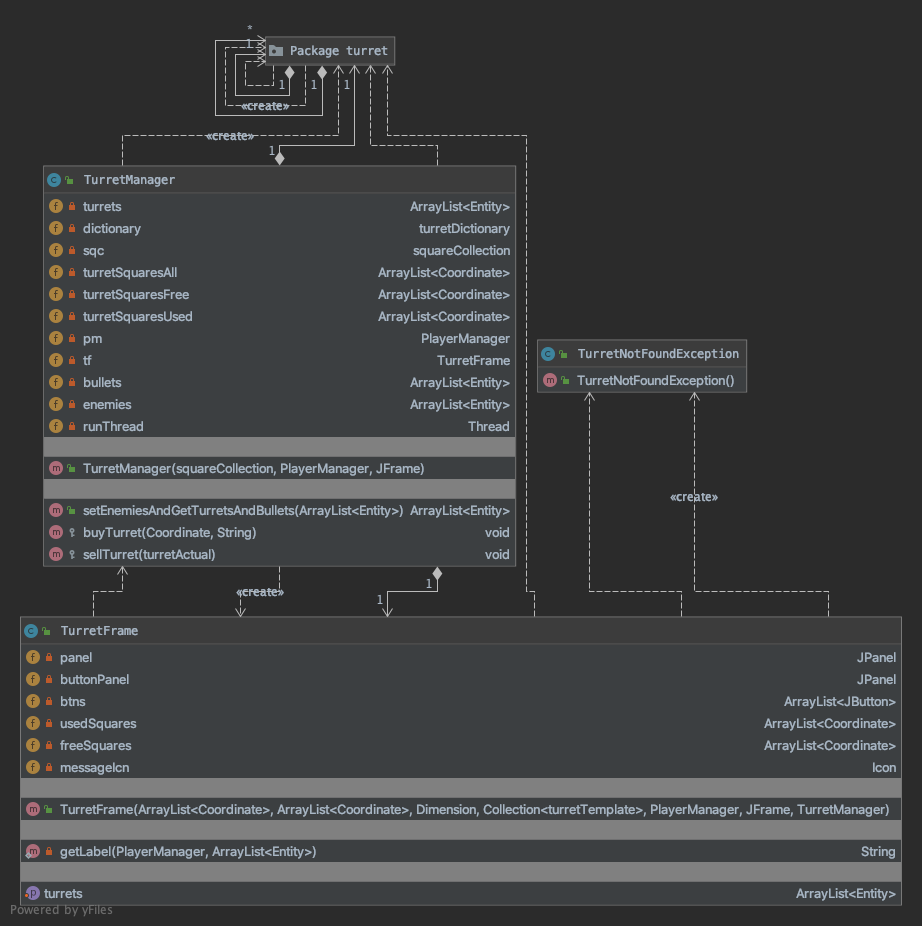 *
1
Package turret
1
1
1
«create»
«create»
1
TurretManager
turrets ArrayList<Entity>
dictionary turretDictionary
sqc squareCollection
turretSquaresAll ArrayList<Coordinate>
turretSquaresFree ArrayList<Coordinate>
turretSquaresUsed ArrayList<Coordinate>
pm PlayerManager
tf TurretFrame
bullets ArrayList<Entity>
enemies ArrayList<Entity>
runThread Thread
TurretManager(squareCollection, PlayerManager, JFrame)
setEnemiesAndGetTurretsAndBullets(ArrayList<Entity>) ArrayList<Entity>
buyTurret(Coordinate, String) void
sellTurret(turretActual) void
TurretNotFoundException
TurretNotFoundException()
«create»
1
«create»
1
TurretFrame
panel JPanel
buttonPanel JPanel
btns ArrayList<JButton>
usedSquares ArrayList<Coordinate>
freeSquares ArrayList<Coordinate>
messageIcn Icon
TurretFrame(ArrayList<Coordinate>, ArrayList<Coordinate>, Dimension, Collection<turretTemplate>, PlayerManager, JFrame, TurretManager)
getLabel(PlayerManager, ArrayList<Entity>) String
turrets ArrayList<Entity>
Powered by yFiles